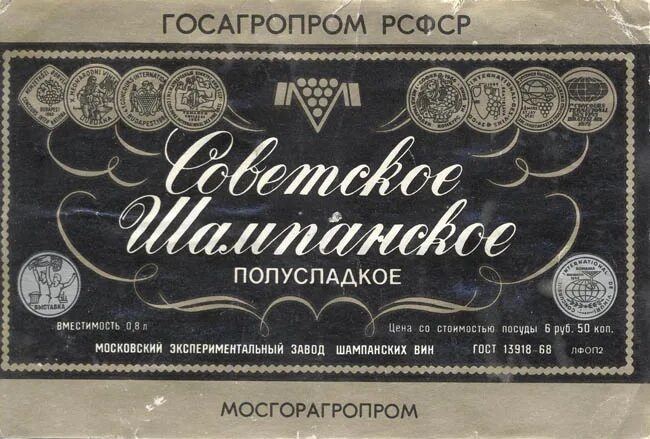 ГОСАГРОПРОМ РСФСР
Советское
Шампанское
ПОЛУСЛАДКОЕ
ВЫСТАВКА
ВМЕСТИМОСТЬ 0,8 л
Цена со стоимостью посуды 6 руб. 50 коп.
МОСКОВСКИЙ ЭКСПЕРИМЕНТАЛЬНЫЙ ЗАВОД ШАМПАНСКИХ ВИН ГОСТ 13918-68 ЛФОП2
МОСГОРАГРОПРОМ